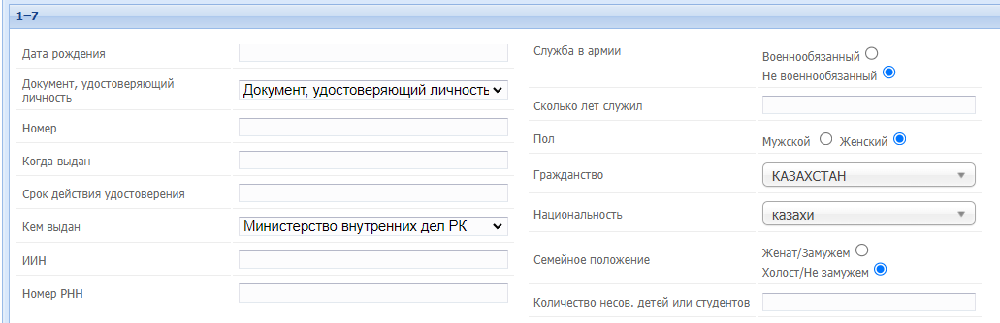 1–7
Дата рождения
Документ, удостоверяющий
личность
Документ, удостоверяющий личность
Номер
Когда выдан
Срок действия удостоверения
Кем выдан
Министерство внутренних дел РК
ИИН
Номер РНН
Служба в армии
Военнообязанный
Не военнообязанный
Сколько лет служил
Пол
Мужской Женский
Гражданство
КАЗАХСТАН
Национальность
казахи
Семейное положение
Женат/Замужем
Холост/Не замужем
Количество несов. детей или студентов